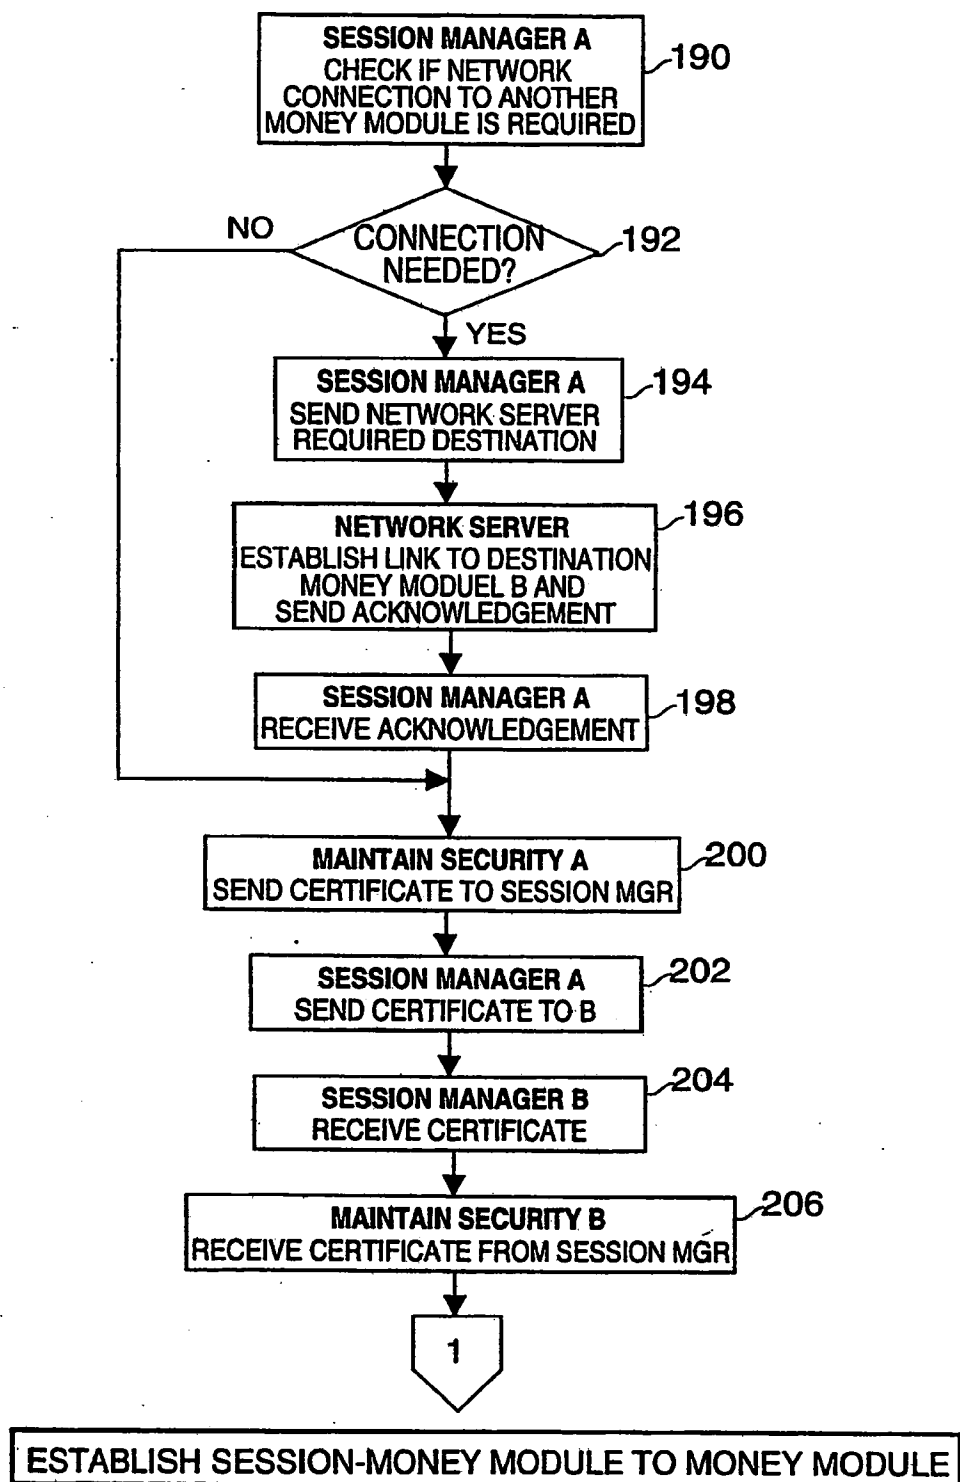 SESSION MANAGER A
CHECK IF NETWORK
CONNECTION TO ANOTHER
MONEY MODULE IS REQUIRED
190
NO
CONNECTION
NEEDED?
192
YES
SESSION MANAGER A
SEND NETWORK SERVER
REQUIRED DESTINATION
194
NETWORK SERVER
ESTABLISH LINK TO DESTINATION
MONEY MODUEL B AND
SEND ACKNOWLEDGEMENT
196
SESSION MANAGER A
RECEIVE ACKNOWLEDGEMENT
198
MAINTAIN SECURITY A
SEND CERTIFICATE TO SESSION MGR
200
SESSION MANAGER A
SEND CERTIFICATE TO B
202
SESSION MANAGER B
RECEIVE CERTIFICATE
204
MAINTAIN SECURITY B
RECEIVE CERTIFICATE FROM SESSION MGR
206
1
ESTABLISH SESSION-MONEY MODULE TO MONEY MODULE